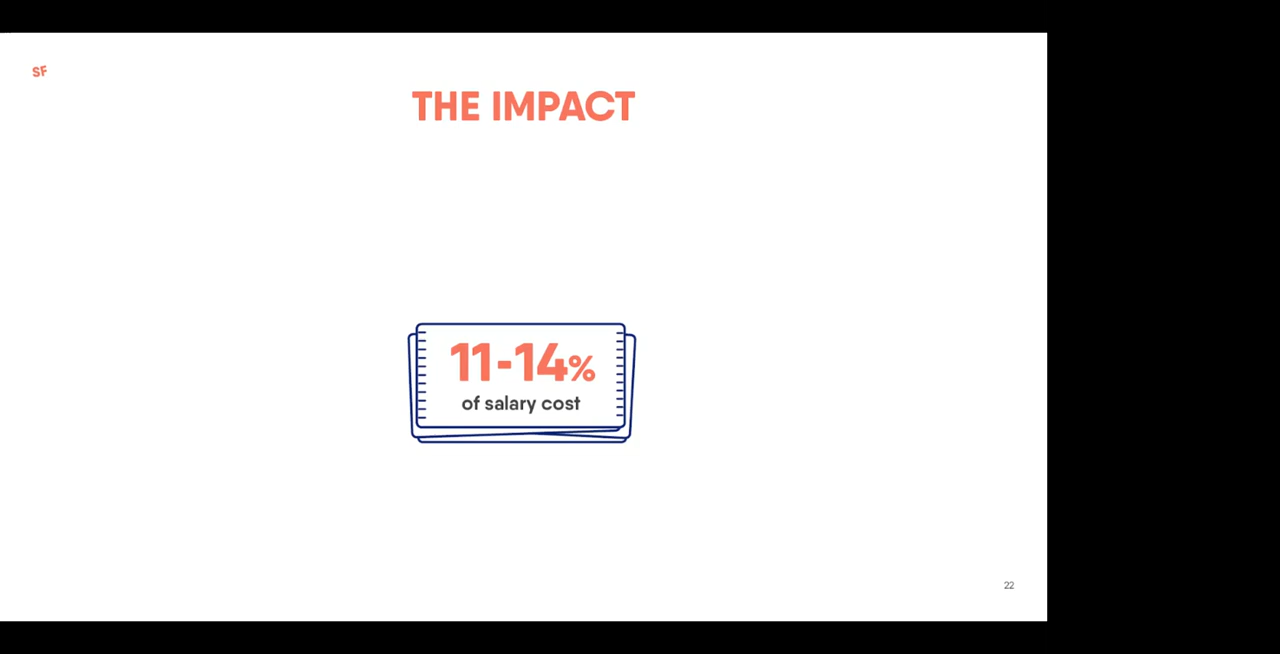 SF
THE IMPACT
11-14%
of salary cost
22